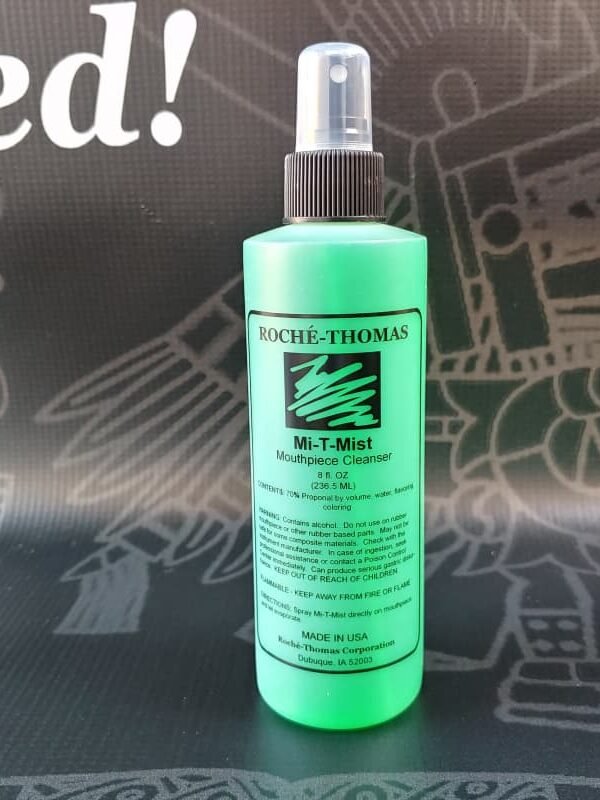 ed!
ROCHÉ-THOMAS
Mi-T-Mist
Mouthpiece Cleanser
8 fl. OZ
(236.5 ML)
CONTENTS: 70% Proponal by volume, water, flavoring,
coloring
WARNING: Contains alcohol. Do not use on rubber
mouthpiece or other rubber based parts. May not be
safe for some composite materials. Check with the
instrument manufacturer. In case of ingestion, seek
professional assistance or contact a Poison Control
Center immediately. Can produce serious gastric distur-
bance. KEEP OUT OF REACH OF CHILDREN
FLAMMABLE - KEEP AWAY FROM FIRE OR FLAME
DIRECTIONS: Spray Mi-T-Mist directly on mouthpiece
and let evaporate.
MADE IN USA
Roché-Thomas Corporation
Dubuque, IA 52003